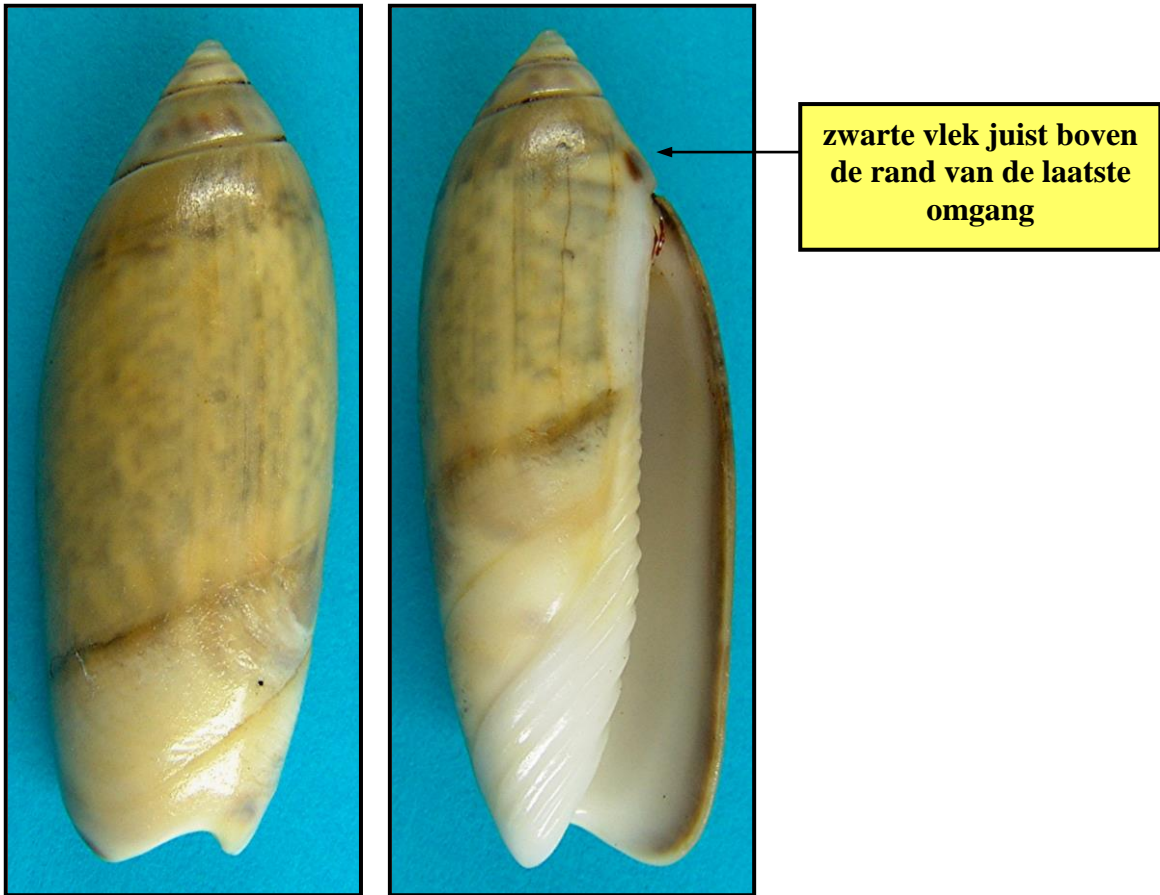 zwarte vlek juist boven
de rand van de laatste
omgang